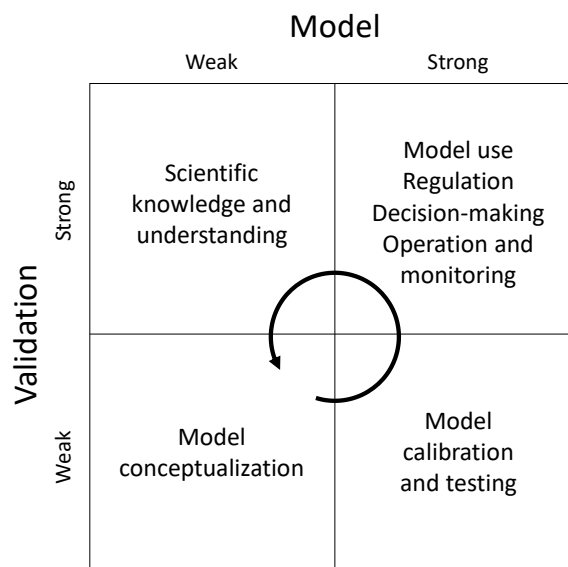 Model
Weak
Strong
Validation
Strong
Weak
Scientific
knowledge and
understanding
Model use
Regulation
Decision-making
Operation and
monitoring
Model
conceptualization
Model
calibration
and testing